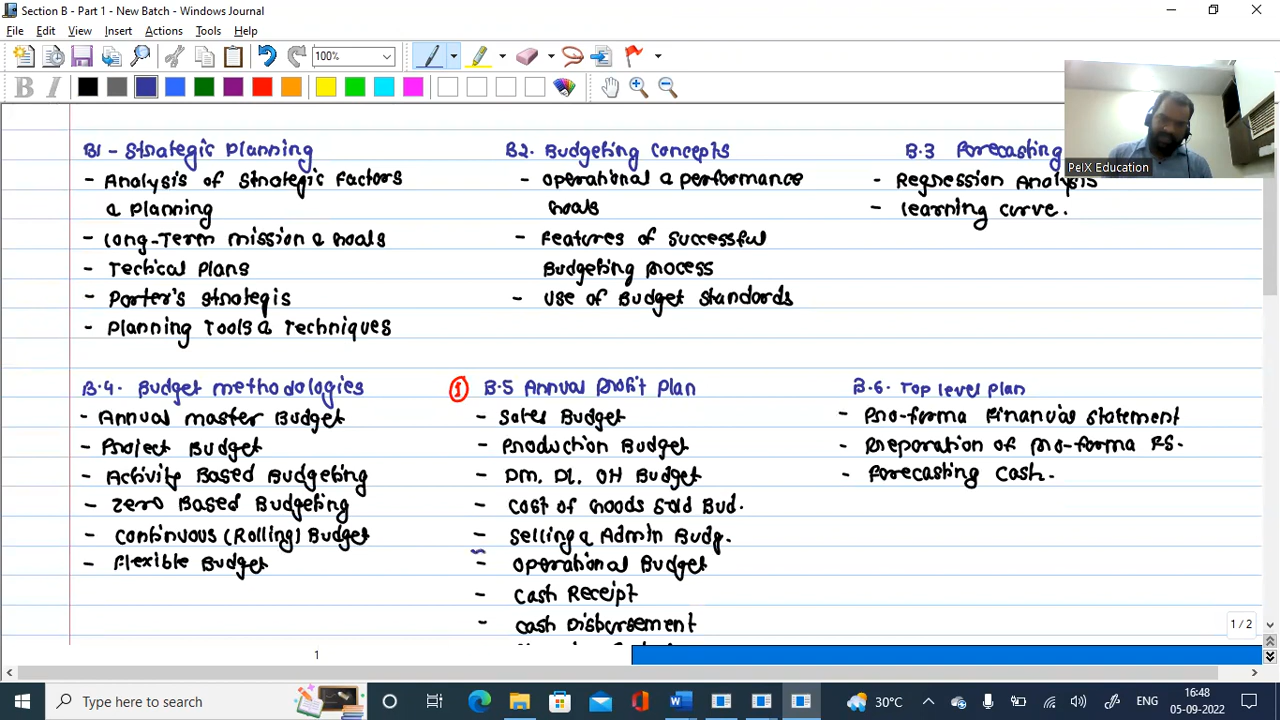 Section B - Part 1 - New Batch - Windows Journal
File Edit View Insert Actions Tools Help
100%
B I
PelX Education
B1 - Strategic Planning
- Analysis of Strategic Factors
& Planning
- Long-Term mission & Goals
- Tectical Plans
- Porter's Strategis
- Planning Tools & Techniques
B2. Budgeting Concepts
- Operational & performance
Goals
- Features of Successful
Budgeting process
- Use of Budget Standards
B.3 Forecasting
- Regression Analysis
- Learning curve.
B.4. Budget methodologies
- Annual master Budget
- Project Budget
- Activity Based Budgeting
- Zero Based Budgeting
- Continuous (Rolling) Budget
- Flexible Budget
1 B.5 Annual Profit Plan
- Sales Budget
- Production Budget
- DM. DL. OH Budget
- Cost of Goods Sold Bud.
- Selling & Admin Budg.
- Operational Budget
- Cash Receipt
- Cash Disbursement
B.6. Top level plan
- Pro-forma Financial Statement
- Preparation of Pro-forma FS.
- Forecasting Cash.
1 / 2
1
Type here to search
30°C
ENG
16:48
05-09-2022